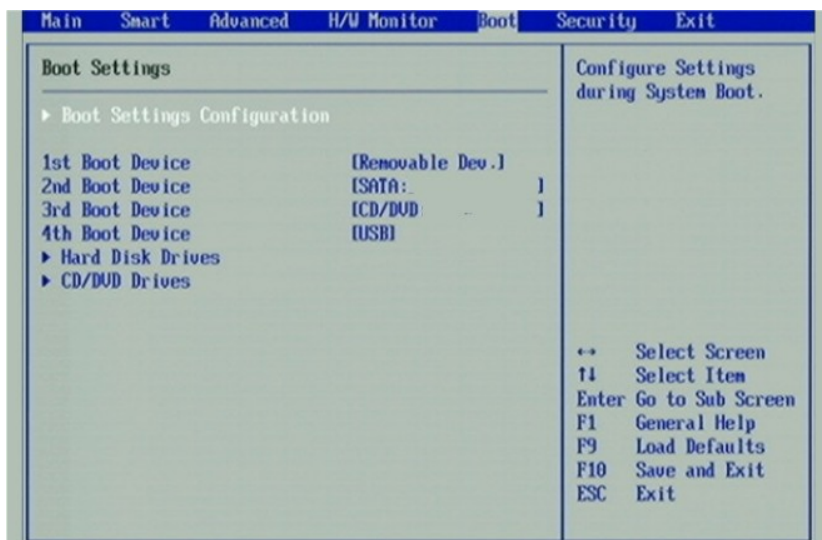 Main Smart Advanced H/W Monitor Boot Security Exit
Boot Settings
▶ Boot Settings Configuration
1st Boot Device [Removable Dev.]
2nd Boot Device [SATA: ]
3rd Boot Device [CD/DVD ]
4th Boot Device [USB]
▶ Hard Disk Drives
▶ CD/DVD Drives
Configure Settings
during System Boot.
↔ Select Screen
↑↓ Select Item
Enter Go to Sub Screen
F1 General Help
F9 Load Defaults
F10 Save and Exit
ESC Exit